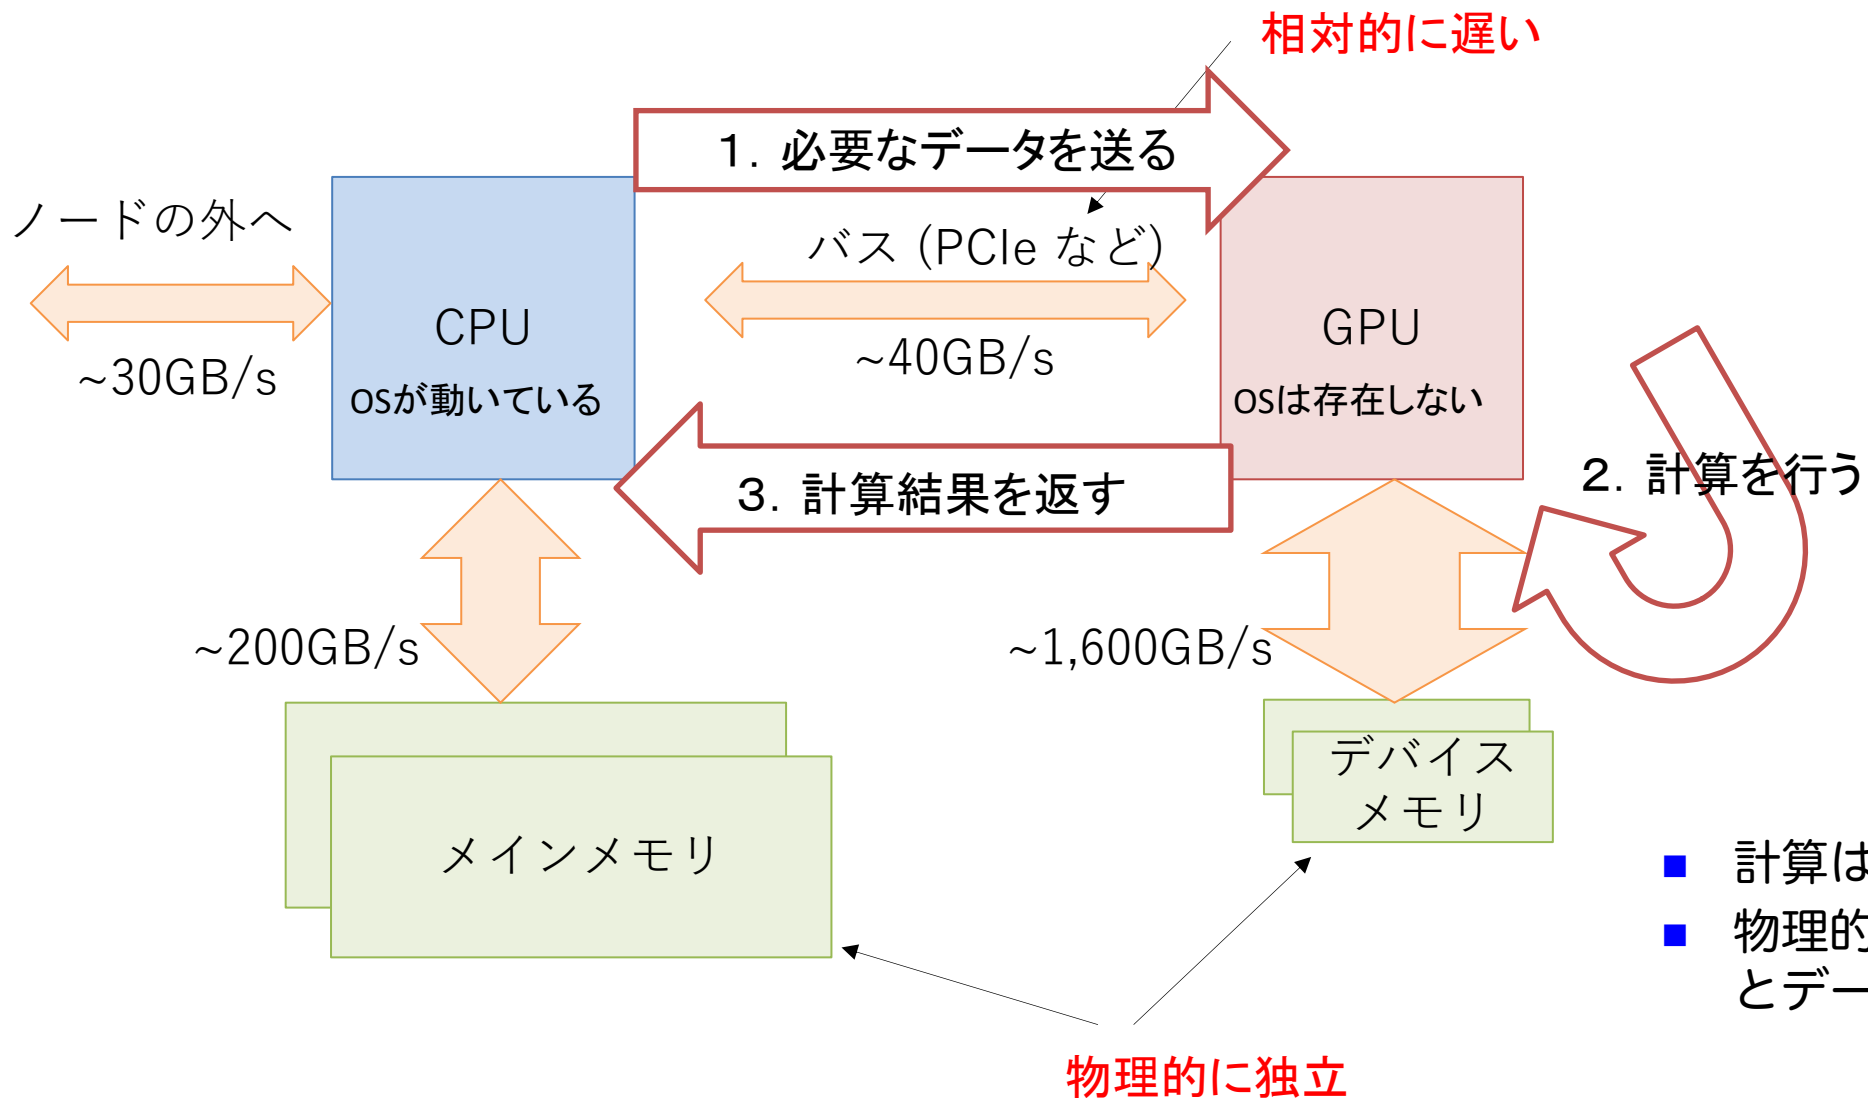 相対的に遅い
1. 必要なデータを送る
ノードの外へ
バス (PCIe など)
CPU
GPU
~30GB/s
~40GB/s
OSが動いている
OSは存在しない
2. 計算を行う
3. 計算結果を返す
~200GB/s
~1,600GB/s
デバイス
メモリ
メインメモリ
計算は
物理的
とデー
物理的に独立